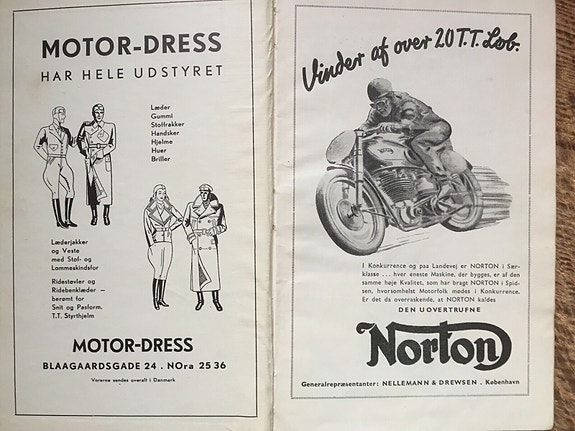 MOTOR-DRESS
HAR HELE UDSTYRET
Læder
Gummi
Stoffrakker
Handsker
Hjelme
Huer
Briller
Læderjakker
og Veste
med Stof- og
Lammeskindsfor
Ridestøvler og
Ridebenklæder —
berømt for
Snit og Pasform.
T.T. Styrthjelm
MOTOR-DRESS
BLAAGAARDSGADE 24 . NOra 25 36
Varerne sendes overalt i Danmark
Vinder af over 20 T.T. Løb.
I Konkurrence og paa Landevej er NORTON i Sær-
klasse ... hver eneste Maskine, der bygges, er af den
samme høje Kvalitet, som har bragt NORTON i Spid-
sen, hvorsomhelst Motorfolk mødes i Konkurrence.
Er det da overraskende, at NORTON kaldes
DEN UOVERTRUFNE
Norton
Generalrepræsentanter: NELLEMANN & DREWSEN . København